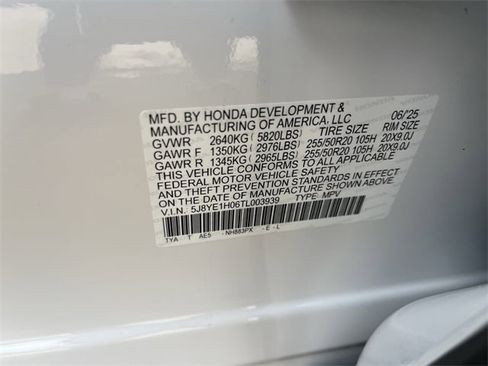 MFD. BY HONDA DEVELOPMENT &
MANUFACTURING OF AMERICA, LLC 06/25
GVWR 2640KG ( 5820LBS) TIRE SIZE RIM SIZE
GAWR F 1350KG ( 2976LBS) 255/50R20 105H 20X9.0J
GAWR R 1345KG ( 2965LBS) 255/50R20 105H 20X9.0J
THIS VEHICLE CONFORMS TO ALL APPLICABLE
FEDERAL MOTOR VEHICLE SAFETY
AND THEFT PREVENTION STANDARDS IN EFFECT
ON THE DATE OF MANUFACTURE SHOWN ABOVE.
V.I.N. 5J8YE1H06TL003939 TYPE: MPV
TYA T AE5 - NH883PX - E - L